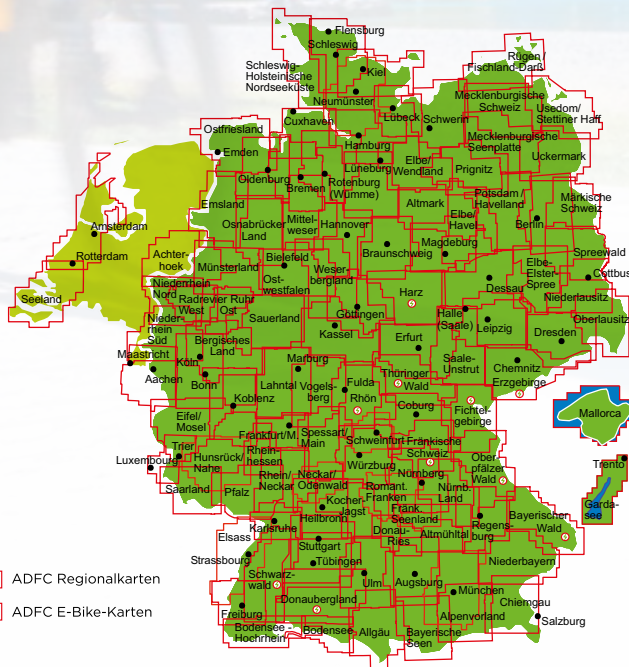 Flensburg
Schleswig
Schleswig-
Holsteinische
Nordseeküste
Kiel
Rügen /
Fischland-Darß
Neumünster
Mecklenburgische
Schweiz
Usedom/
Stettiner Haff
Cuxhaven
Lübeck
Schwerin
Ostfriesland
Emden
Hamburg
Mecklenburgische
Seenplatte
Uckermark
Lüneburg
Elbe/
Wendland
Prignitz
Oldenburg
Bremen
Rotenburg
(Wümme)
Emsland
Altmark
Potsdam /
Havelland
Märkische
Schweiz
Amsterdam
Osnabrücker
Land
Mittel-
weser
Hannover
Elbe/
Havel
Berlin
Rotterdam
Achter-
hoek
Münsterland
Bielefeld
Braunschweig
Magdeburg
Spreewald
Seeland
Niederrhein
Nord
Ost-
westfalen
Weser-
bergland
Harz
Dessau
Elbe-
Elster-
Spree
Cottbus
Niederlausitz
Radrevier Ruhr
West
Ost
Göttingen
Halle
(Saale)
Leipzig
Oberlausitz
Nieder-
rhein
Süd
Sauerland
Kassel
Erfurt
Dresden
Bergisches
Land
Maastricht
Köln
Aachen
Bonn
Marburg
Saale-
Unstrut
Chemnitz
Lahntal
Vogels-
berg
Fulda
Thüringer
Wald
Erzgebirge
Koblenz
Rhön
Coburg
Fichtel-
gebirge
Mallorca
Eifel/
Mosel
Frankfurt/M.
Spessart/
Main
Schweinfurt
Fränkische
Schweiz
Trier
Luxembourg
Hunsrück/
Nahe
Rhein-
hessen
Würzburg
Ober-
pfälzer
Wald
Trento
Saarland
Pfalz
Rhein/
Neckar
Neckar/
Odenwald
Romant.
Franken
Nürnberg
Nürnb.
Land
Garda-
see
Kocher-
Jagst
Fränk.
Seenland
Regens-
burg
Bayerischer
Wald
Karlsruhe
Heilbronn
Donau-
Ries
Altmühltal
Elsass
Stuttgart
Niederbayern
Strassbourg
Tübingen
Schwarz-
wald
Ulm
Augsburg
München
Donaubergland
Chiemgau
Freiburg
Alpenvorland
Salzburg
Bodensee -
Hochrhein
Bodensee
Allgäu
Bayerische
Seen
ADFC Regionalkarten
ADFC E-Bike-Karten